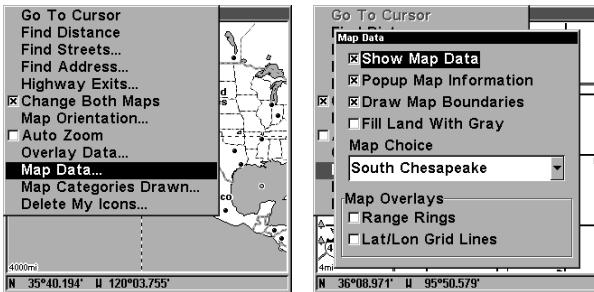 Go To Cursor
Find Distance
Find Streets...
Find Address...
Highway Exits...
Change Both Maps
Map Orientation...
Auto Zoom
Overlay Data...
Map Data...
Map Categories Drawn...
Delete My Icons...
4000mi
N 35°40.194' W 120°03.755'
Go To Cursor
Map Data
Show Map Data
Popup Map Information
Draw Map Boundaries
Fill Land With Gray
Map Choice
South Chesapeake
Map Overlays
Range Rings
Lat/Lon Grid Lines
4mi
N 36°08.971' W 95°50.579'